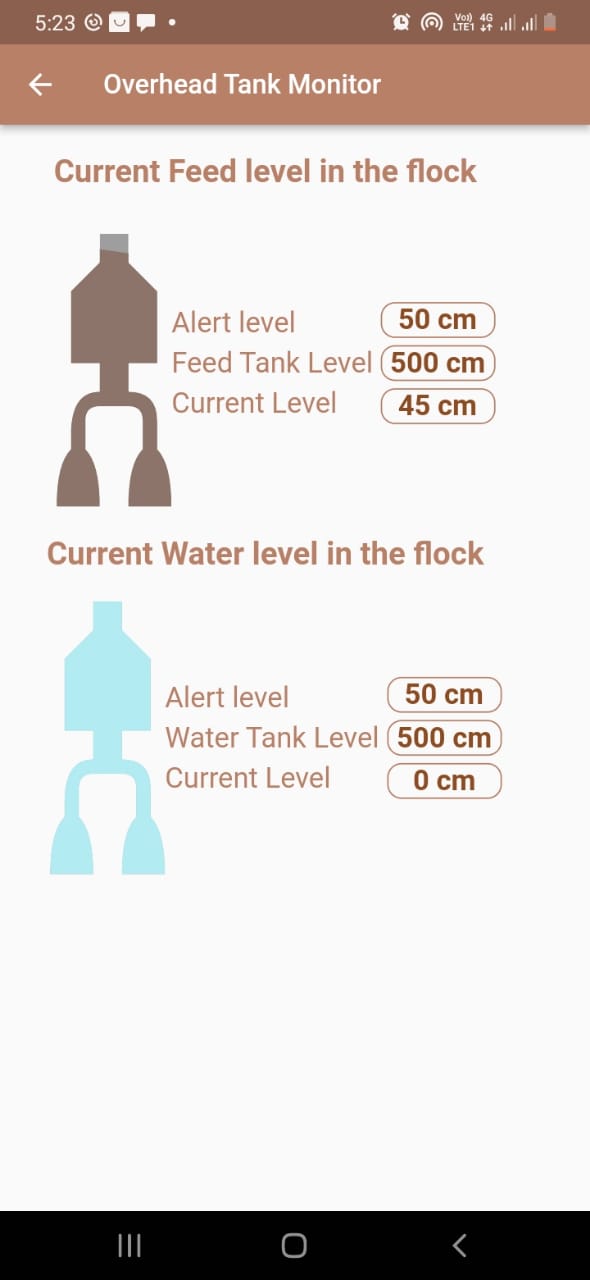 5:23
Vo)) 4G
LTE1
Overhead Tank Monitor
Current Feed level in the flock
Alert level 50 cm
Feed Tank Level 500 cm
Current Level 45 cm
Current Water level in the flock
Alert level 50 cm
Water Tank Level 500 cm
Current Level 0 cm